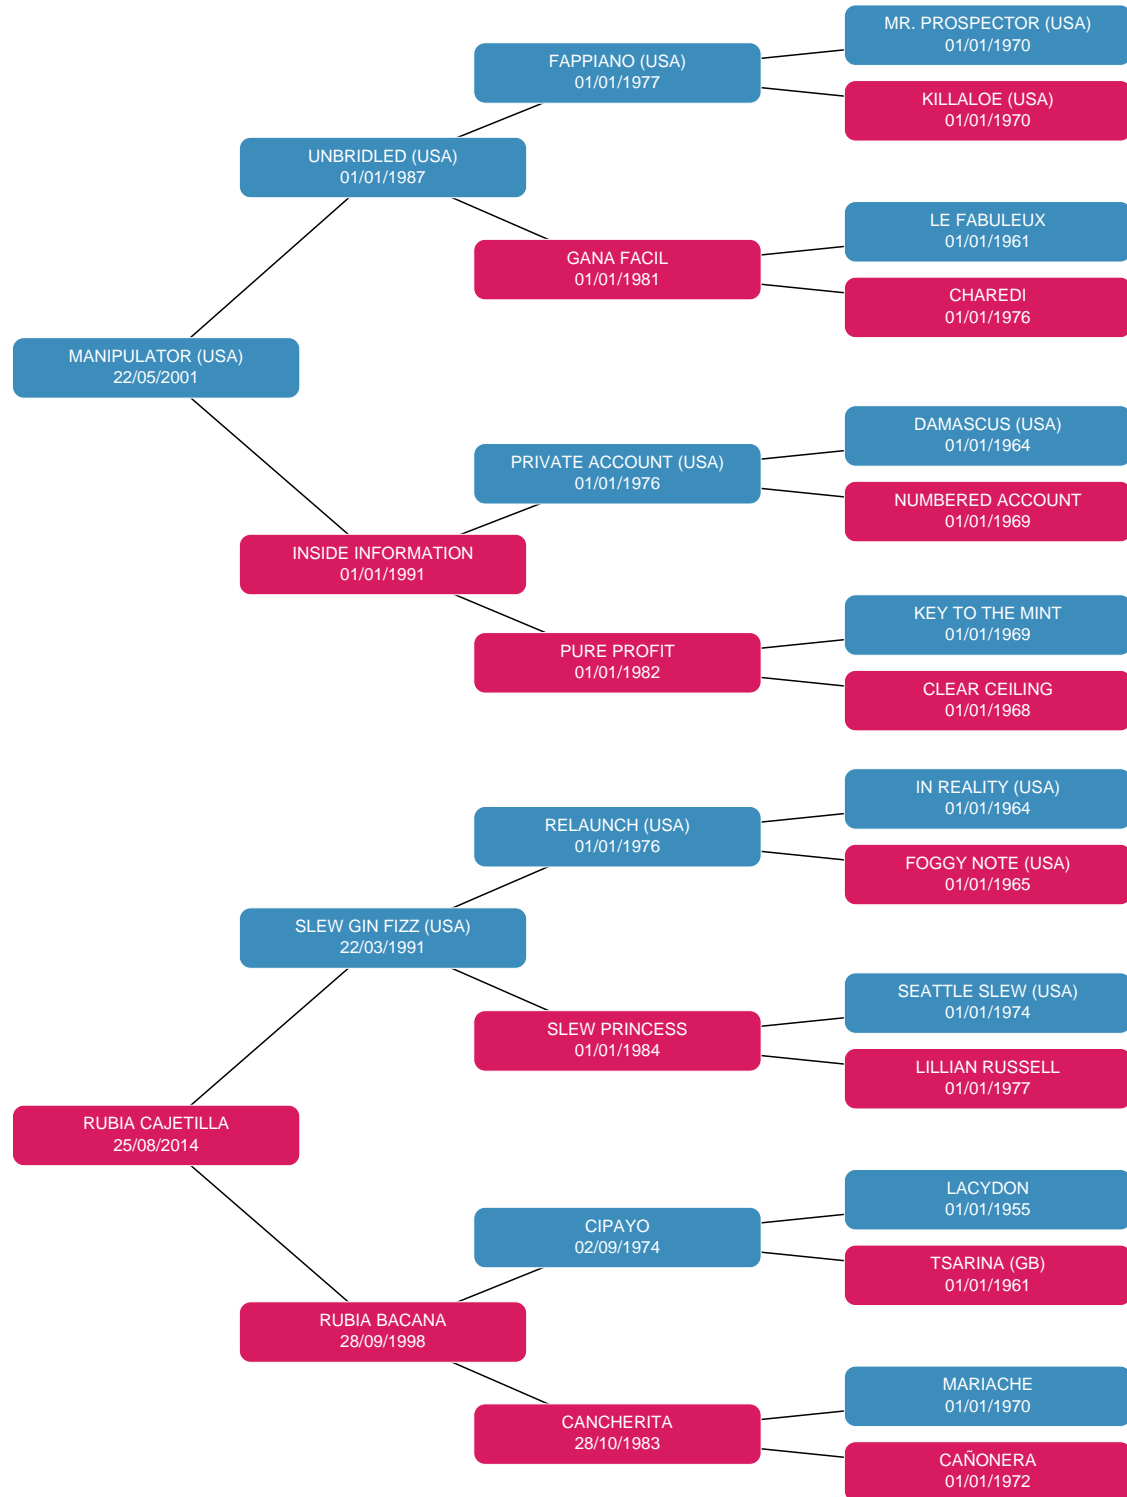 MR. PROSPECTOR (USA)
01/01/1970
FAPPIANO (USA)
01/01/1977
KILLALOE (USA)
01/01/1970
UNBRIDLED (USA)
01/01/1987
LE FABULEUX
01/01/1961
GANA FACIL
01/01/1981
CHAREDI
01/01/1976
MANIPULATOR (USA)
22/05/2001
DAMASCUS (USA)
01/01/1964
PRIVATE ACCOUNT (USA)
01/01/1976
NUMBERED ACCOUNT
01/01/1969
INSIDE INFORMATION
01/01/1991
KEY TO THE MINT
01/01/1969
PURE PROFIT
01/01/1982
CLEAR CEILING
01/01/1968
IN REALITY (USA)
01/01/1964
RELAUNCH (USA)
01/01/1976
FOGGY NOTE (USA)
01/01/1965
SLEW GIN FIZZ (USA)
22/03/1991
SEATTLE SLEW (USA)
01/01/1974
SLEW PRINCESS
01/01/1984
LILLIAN RUSSELL
01/01/1977
RUBIA CAJETILLA
25/08/2014
LACYDON
01/01/1955
CIPAYO
02/09/1974
TSARINA (GB)
01/01/1961
RUBIA BACANA
28/09/1998
MARIACHE
01/01/1970
CANCHERITA
28/10/1983
CAÑONERA
01/01/1972